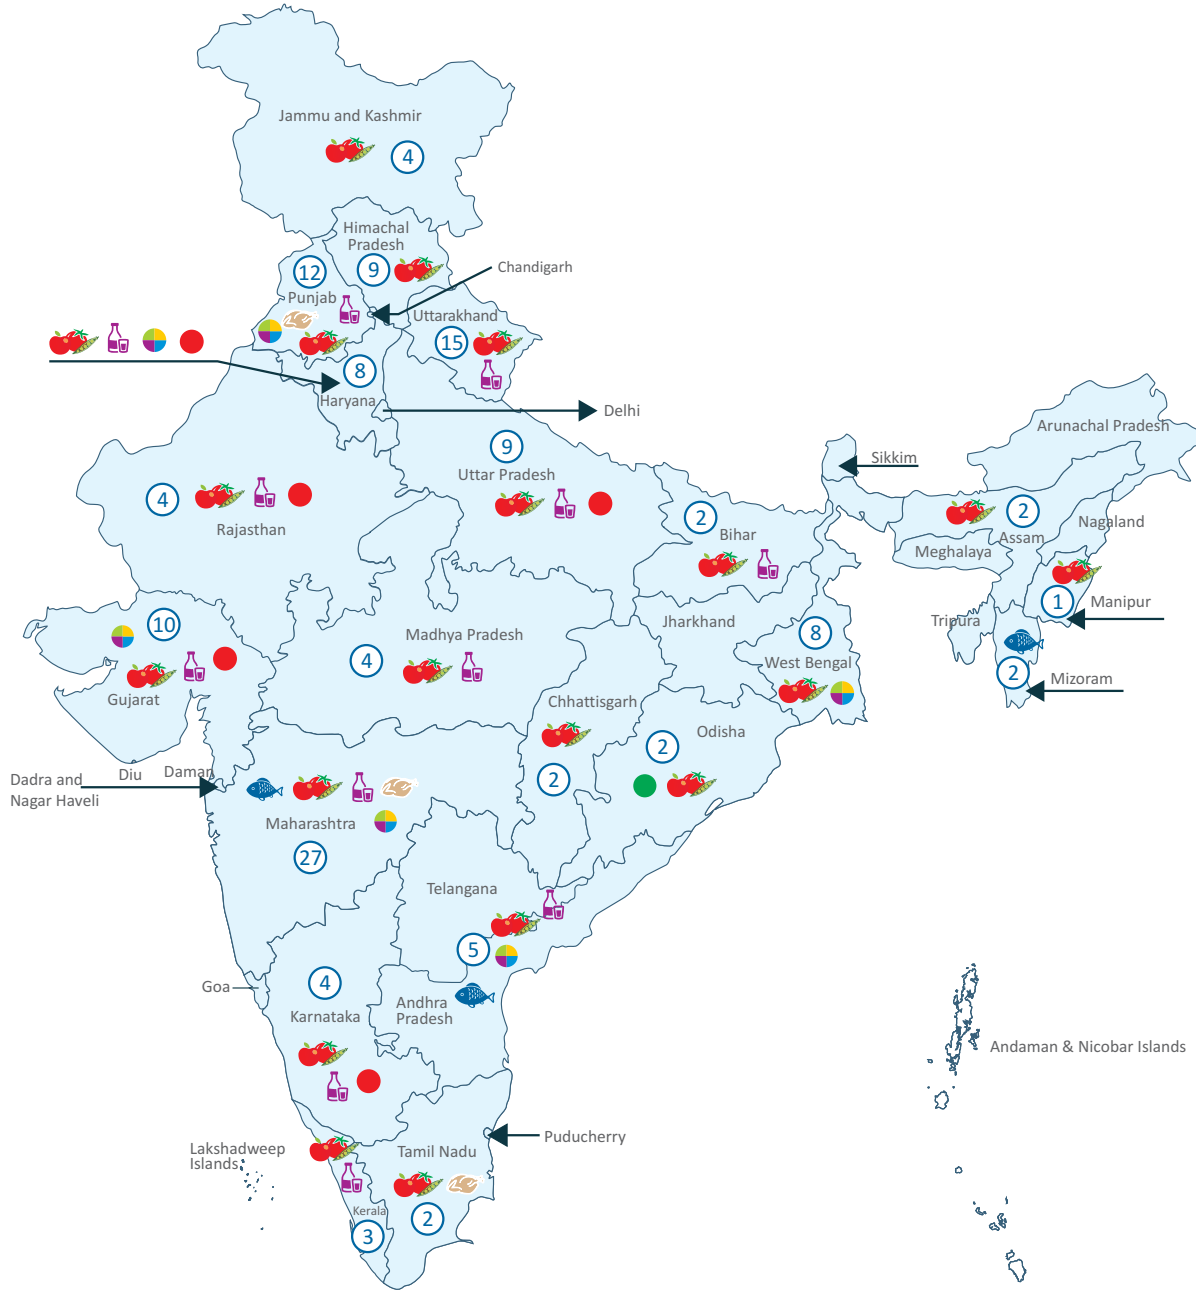 Jammu and Kashmir
4
Himachal
Pradesh
9
12
Punjab
Chandigarh
Uttarakhand
15
8
Haryana
Delhi
9
Uttar Pradesh
4
Rajasthan
Sikkim
Arunachal Pradesh
2
Assam
Nagaland
Meghalaya
2
Bihar
1
Manipur
Tripura
2
Mizoram
Jharkhand
8
West Bengal
10
Gujarat
Madhya Pradesh
4
Chhattisgarh
2
Odisha
2
Dadra and
Nagar Haveli
Diu
Daman
Maharashtra
27
Telangana
5
Goa
4
Karnataka
Andhra
Pradesh
Andaman & Nicobar Islands
Lakshadweep
Islands
Puducherry
Tamil Nadu
2
Kerala
3